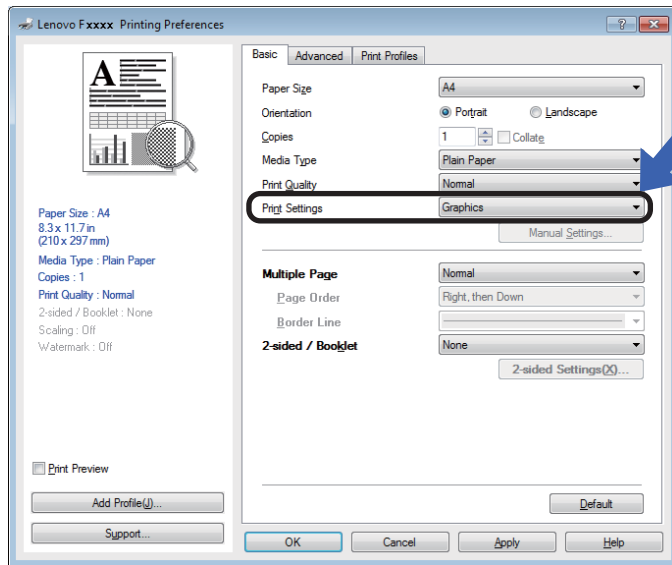 Lenovo Fxxxx Printing Preferences
A
Paper Size : A4
8.3 x 11.7 in
(210 x 297 mm)
Media Type : Plain Paper
Copies : 1
Print Quality : Normal
2-sided / Booklet : None
Scaling : Off
Watermark : Off
Print Preview
Add Profile(J)...
Support...
Basic Advanced Print Profiles
Paper Size A4
Orientation Portrait Landscape
Copies 1 Collate
Media Type Plain Paper
Print Quality Normal
Print Settings Graphics
Manual Settings...
Multiple Page Normal
Page Order Right, then Down
Border Line
2-sided / Booklet None
2-sided Settings(X)...
Default
OK Cancel Apply Help